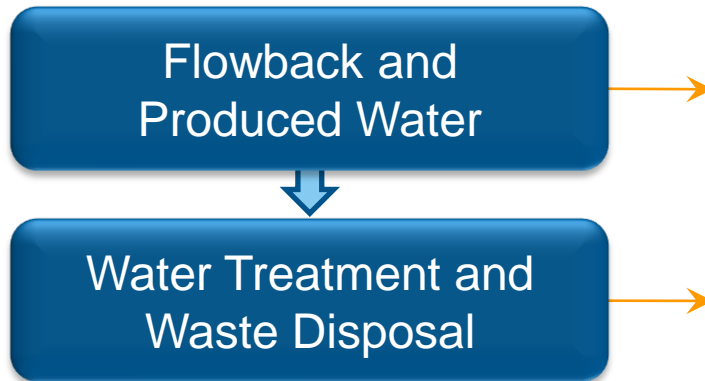 Flowback and
Produced Water
Water Treatment and
Waste Disposal